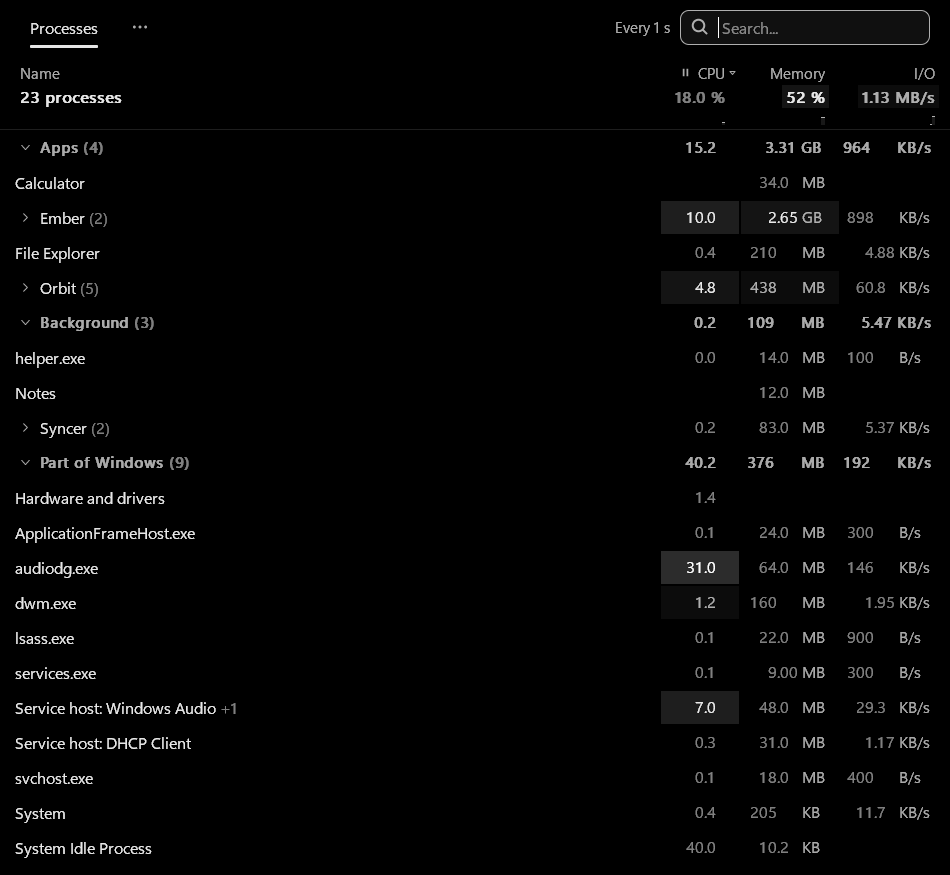 Processes ... Every 1 s Search...
Name CPU Memory I/O
23 processes 18.0 % 52 % 1.13 MB/s
Apps (4) 15.2 3.31 GB 964 KB/s
Calculator 34.0 MB
Ember (2) 10.0 2.65 GB 898 KB/s
File Explorer 0.4 210 MB 4.88 KB/s
Orbit (5) 4.8 438 MB 60.8 KB/s
Background (3) 0.2 109 MB 5.47 KB/s
helper.exe 0.0 14.0 MB 100 B/s
Notes 12.0 MB
Syncer (2) 0.2 83.0 MB 5.37 KB/s
Part of Windows (9) 40.2 376 MB 192 KB/s
Hardware and drivers 1.4
ApplicationFrameHost.exe 0.1 24.0 MB 300 B/s
audiodg.exe 31.0 64.0 MB 146 KB/s
dwm.exe 1.2 160 MB 1.95 KB/s
lsass.exe 0.1 22.0 MB 900 B/s
services.exe 0.1 9.00 MB 300 B/s
Service host: Windows Audio +1 7.0 48.0 MB 29.3 KB/s
Service host: DHCP Client 0.3 31.0 MB 1.17 KB/s
svchost.exe 0.1 18.0 MB 400 B/s
System 0.4 205 KB 11.7 KB/s
System Idle Process 40.0 10.2 KB